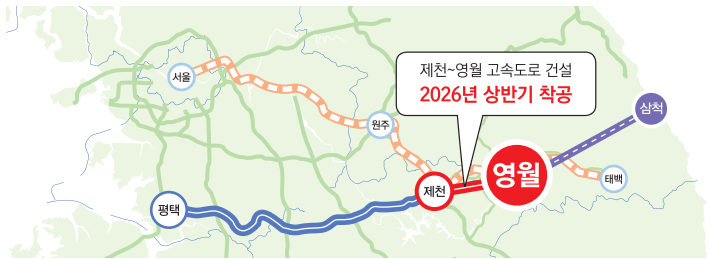 제천~영월 고속도로 건설
2026년 상반기 착공
서울
원주
삼척
영월
태백
제천
평택